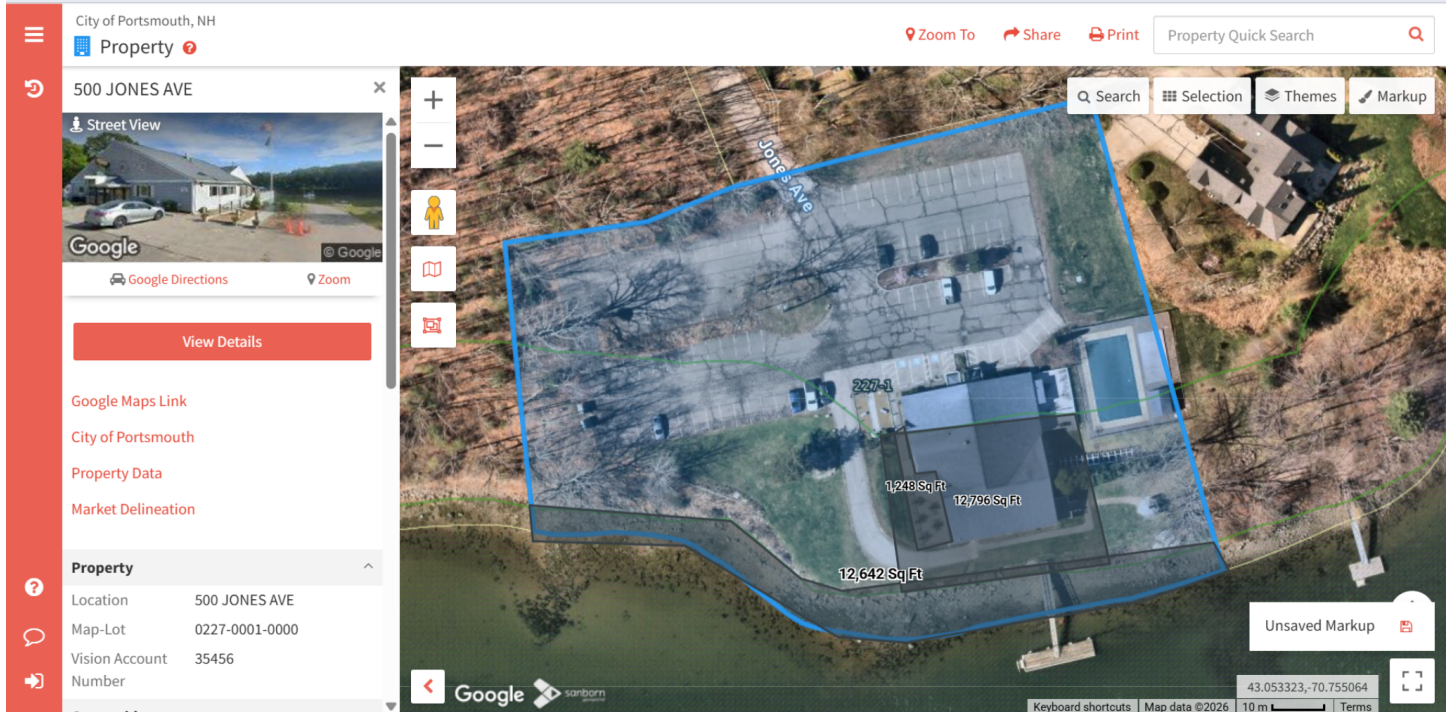 City of Portsmouth, NH
Property
Zoom To
Share
Print
Property Quick Search
500 JONES AVE
Street View
Google
© Google
Google Directions
Zoom
View Details
Google Maps Link
City of Portsmouth
Property Data
Market Delineation
Property
Location 500 JONES AVE
Map-Lot 0227-0001-0000
Vision Account Number 35456
Search
Selection
Themes
Markup
Jones Ave
227-1
1,248 Sq Ft
12,796 Sq Ft
12,642 Sq Ft
Unsaved Markup
Google
sanborn
43.053323,-70.755064
Keyboard shortcuts
Map data ©2026
10 m
Terms